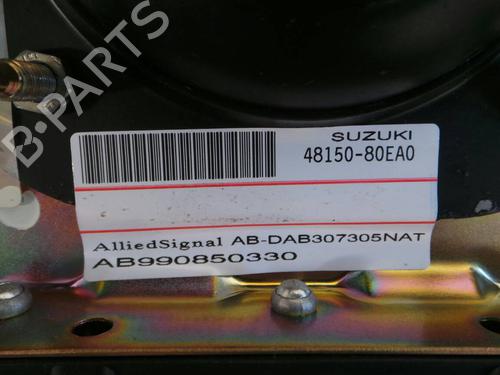 B-PARTS
SUZUKI
48150-80EA0
AlliedSignal AB-DAB307305NAT
AB990850330